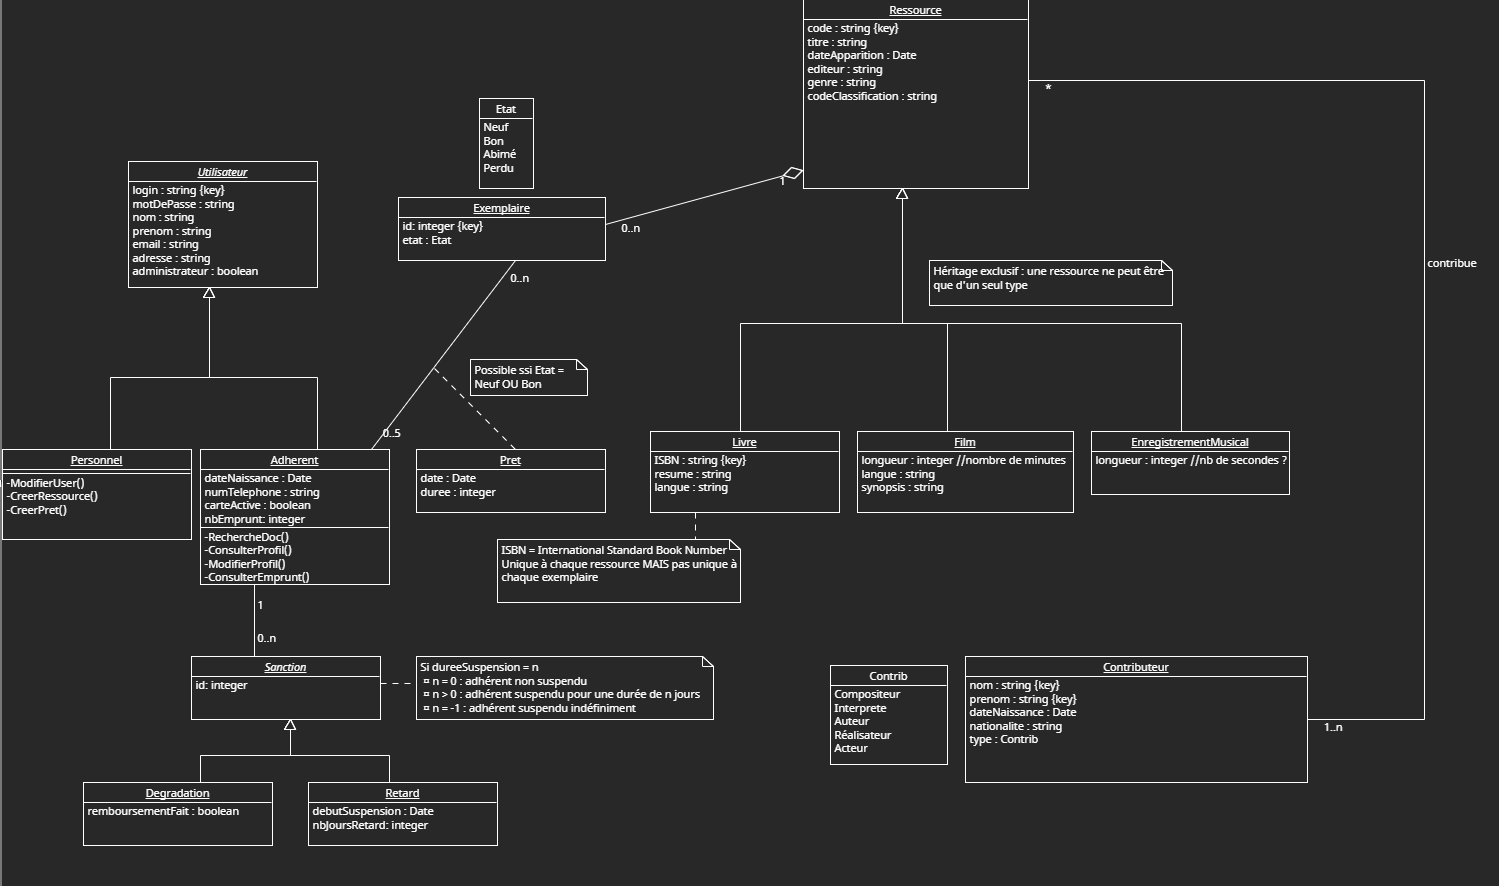 Ressource
code : string {key}
titre : string
dateApparition : Date
editeur : string
genre : string
codeClassification : string
*
Etat
Neuf
Bon
Abimé
Perdu
Utilisateur
login : string {key}
motDePasse : string
nom : string
prenom : string
email : string
adresse : string
administrateur : boolean
1
Exemplaire
id: integer {key}
etat : Etat
0..n
0..n
Héritage exclusif : une ressource ne peut être
que d'un seul type
contribue
Possible ssi Etat =
Neuf OU Bon
0..5
Personnel
-ModifierUser()
-CreerRessource()
-CreerPret()
Adherent
dateNaissance : Date
numTelephone : string
carteActive : boolean
nbEmprunt: integer
-RechercheDoc()
-ConsulterProfil()
-ModifierProfil()
-ConsulterEmprunt()
Pret
date : Date
duree : integer
Livre
ISBN : string {key}
resume : string
langue : string
Film
longueur : integer //nombre de minutes
langue : string
synopsis : string
EnregistrementMusical
longueur : integer //nb de secondes ?
ISBN = International Standard Book Number
Unique à chaque ressource MAIS pas unique à
chaque exemplaire
1
0..n
Sanction
id: integer
Si dureeSuspension = n
¤ n = 0 : adhérent non suspendu
¤ n > 0 : adhérent suspendu pour une durée de n jours
¤ n = -1 : adhérent suspendu indéfiniment
Contrib
Compositeur
Interprete
Auteur
Réalisateur
Acteur
Contributeur
nom : string {key}
prenom : string {key}
dateNaissance : Date
nationalite : string
type : Contrib
1..n
Degradation
remboursementFait : boolean
Retard
debutSuspension : Date
nbJoursRetard: integer